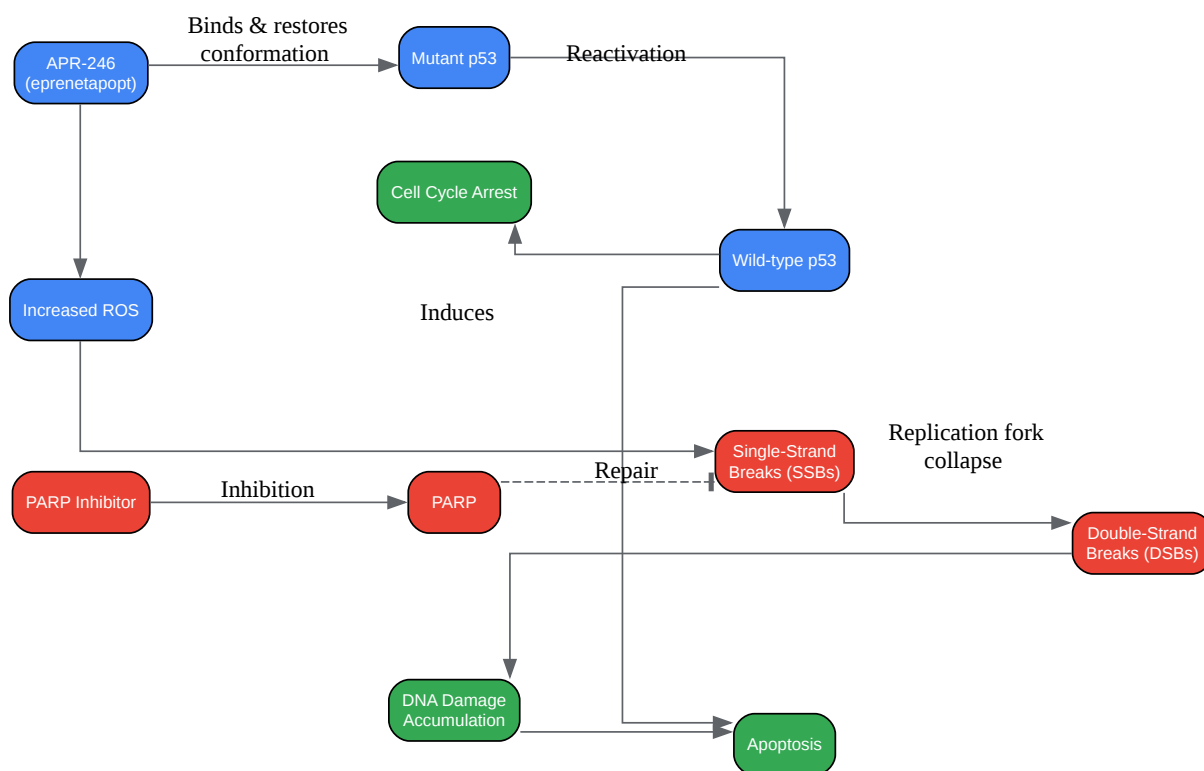 Binds & restores
conformation
APR-246
(eprenetapopt)
Mutant p53
Reactivation
Cell Cycle Arrest
Wild-type p53
Increased ROS
Induces
Replication fork
collapse
Single-Strand
Breaks (SSBs)
Repair
PARP Inhibitor
Inhibition
PARP
Double-Strand
Breaks (DSBs)
DNA Damage
Accumulation
Apoptosis